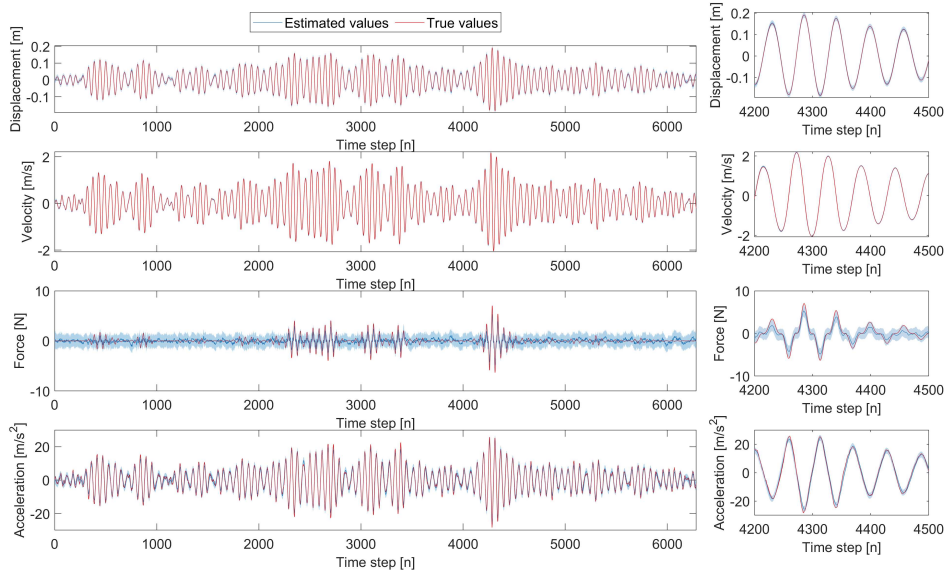 Estimated values True values
Displacement [m]
0.2
0.1
0
-0.1
0 1000 2000 3000 4000 5000 6000
Time step [n]
Displacement [m]
0.2
0.1
0
-0.1
4200 4300 4400 4500
Time step [n]
Velocity [m/s]
2
0
-2
0 1000 2000 3000 4000 5000 6000
Time step [n]
Velocity [m/s]
2
0
-2
4200 4300 4400 4500
Time step [n]
Force [N]
10
0
-10
0 1000 2000 3000 4000 5000 6000
Time step [n]
Force [N]
10
0
-10
4200 4300 4400 4500
Time step [n]
Acceleration [m/s²]
20
0
-20
0 1000 2000 3000 4000 5000 6000
Time step [n]
Acceleration [m/s²]
20
0
-20
4200 4300 4400 4500
Time step [n]